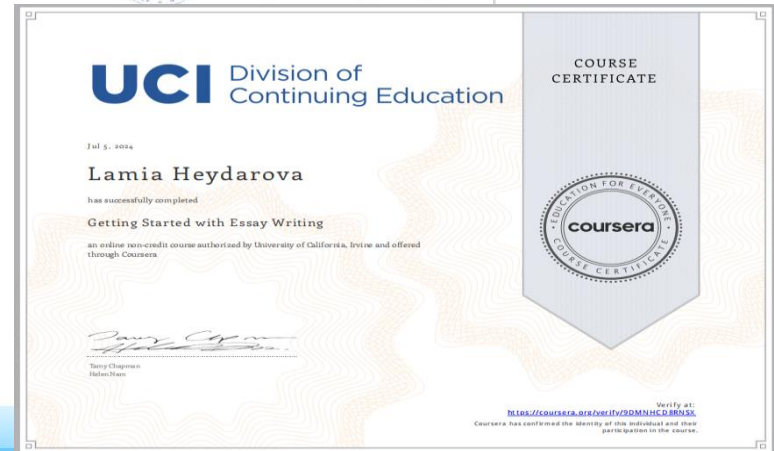 UCI Division of
Continuing Education
COURSE
CERTIFICATE
Jul 5, 2024
Lamia Heydarova
has successfully completed
Getting Started with Essay Writing
an online non-credit course authorized by University of California, Irvine and offered
through Coursera
EDUCATION FOR EVERYONE
coursera
COURSE CERTIFICATE
Tamy Chapman
Helen Nam
Verify at:
https://coursera.org/verify/9DMNHCD8RNSX
Coursera has confirmed the identity of this individual and their
participation in the course.